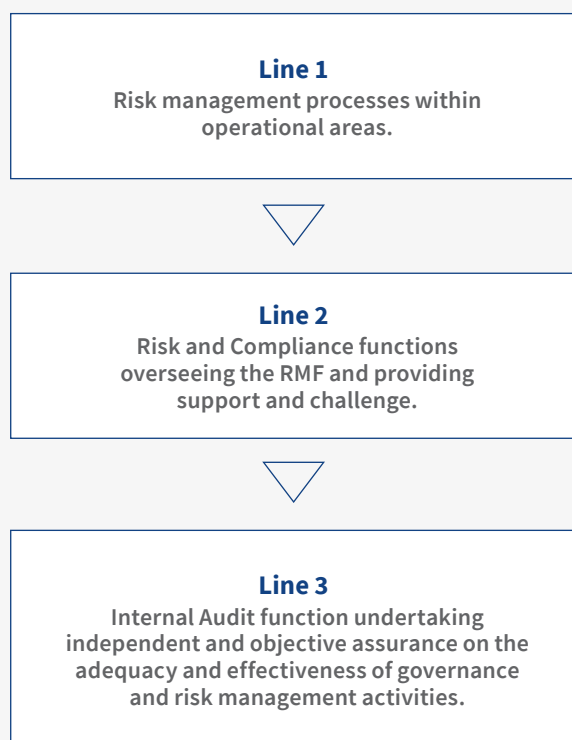 Line 1
Risk management processes within
operational areas.
Line 2
Risk and Compliance functions
overseeing the RMF and providing
support and challenge.
Line 3
Internal Audit function undertaking
independent and objective assurance on the
adequacy and effectiveness of governance
and risk management activities.